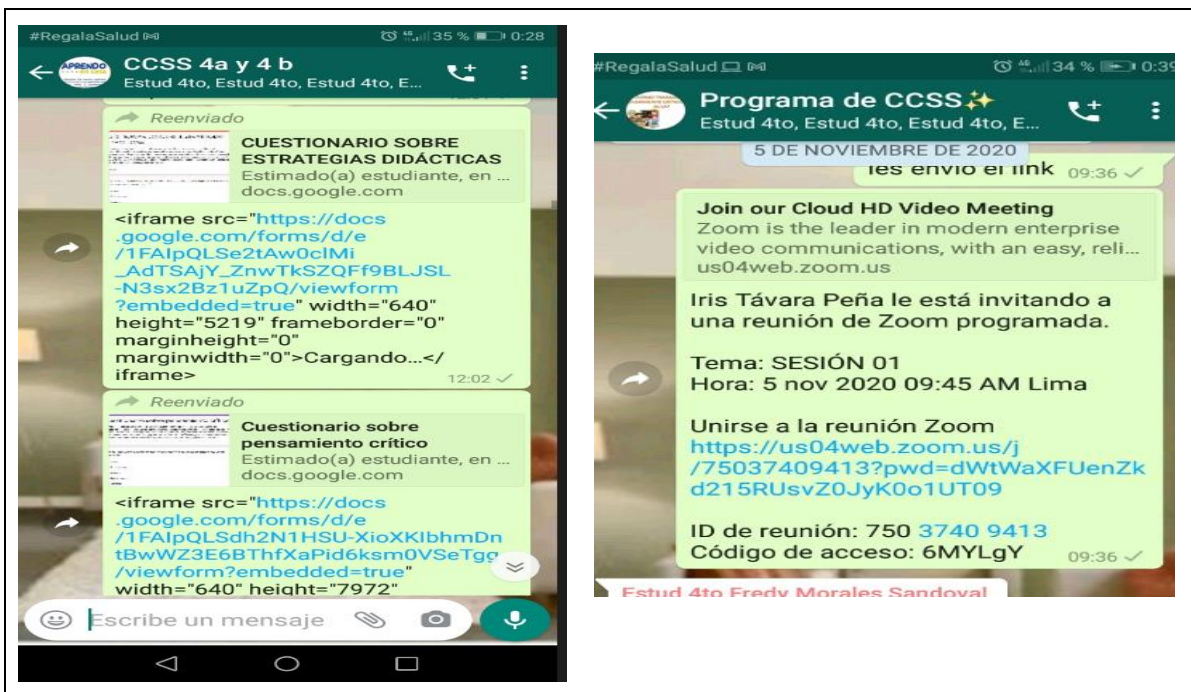 #RegalaSalud
35 % 0:28
APRENDO
CCSS 4a y 4 b
Estud 4to, Estud 4to, Estud 4to, E...
Reenviado
CUESTIONARIO SOBRE
ESTRATEGIAS DIDÁCTICAS
Estimado(a) estudiante, en ...
docs.google.com
<iframe src="https://docs
.google.com/forms/d/e
/1FAIpQLSe2tAw0clMi
_AdTSAjY_ZnwTkSZQFf9BLJSL
-N3sx2Bz1uZpQ/viewform
?embedded=true" width="640"
height="5219" frameborder="0"
marginheight="0"
marginwidth="0">Cargando...</
iframe>
12:02
Reenviado
Cuestionario sobre
pensamiento crítico
Estimado(a) estudiante, en ...
docs.google.com
<iframe src="https://docs
.google.com/forms/d/e
/1FAIpQLSdh2N1HSU-XioXKIbhmDn
tBwWZ3E6BThfXaPid6ksm0VSeTgg
/viewform?embedded=true"
width="640" height="7972"
Escribe un mensaje
#RegalaSalud
34 % 0:39
Programa de CCSS✨
Estud 4to, Estud 4to, Estud 4to, E...
5 DE NOVIEMBRE DE 2020
les envio el link 09:36
Join our Cloud HD Video Meeting
Zoom is the leader in modern enterprise
video communications, with an easy, reli...
us04web.zoom.us
Iris Távara Peña le está invitando a
una reunión de Zoom programada.
Tema: SESIÓN 01
Hora: 5 nov 2020 09:45 AM Lima
Unirse a la reunión Zoom
https://us04web.zoom.us/j
/75037409413?pwd=dWtWaXFUenZk
d215RUsvZ0JyK0o1UT09
ID de reunión: 750 3740 9413
Código de acceso: 6MYLgY
09:36
Estud 4to Fredy Morales Sandoval